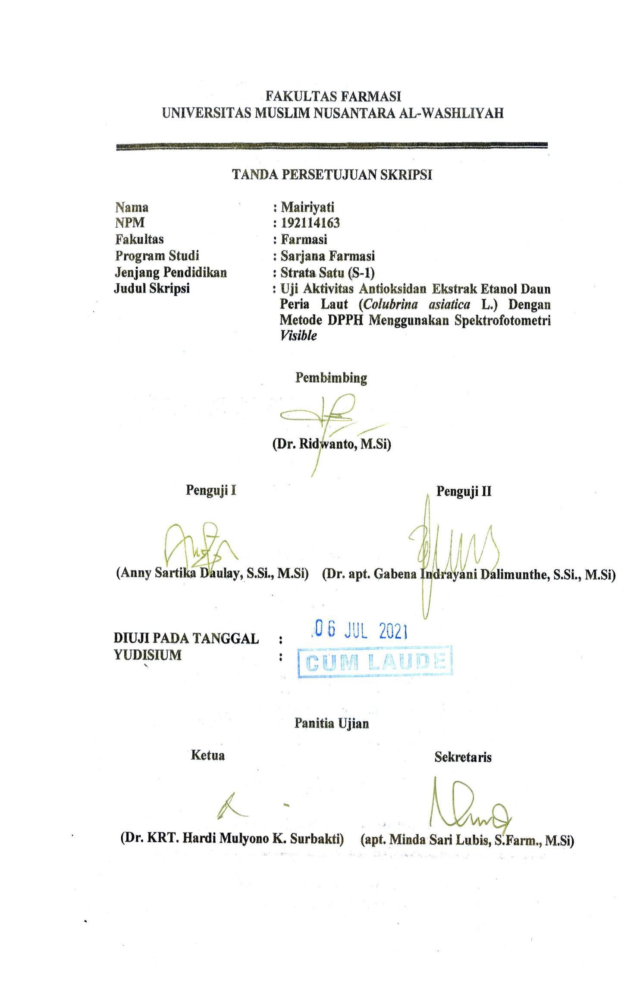 FAKULTAS FARMASI
UNIVERSITAS MUSLIM NUSANTARA AL-WASHLIYAH
TANDA PERSETUJUAN SKRIPSI
Nama : Mairiyati
NPM : 192114163
Fakultas : Farmasi
Program Studi : Sarjana Farmasi
Jenjang Pendidikan : Strata Satu (S-1)
Judul Skripsi : Uji Aktivitas Antioksidan Ekstrak Etanol Daun
Peria Laut (Colubrina asiatica L.) Dengan
Metode DPPH Menggunakan Spektrofotometri
Visible
Pembimbing
(Dr. Ridwanto, M.Si)
Penguji I Penguji II
(Anny Sartika Daulay, S.Si., M.Si) (Dr. apt. Gabena Indrayani Dalimunthe, S.Si., M.Si)
DIUJI PADA TANGGAL : 06 JUL 2021
YUDISIUM : CUM LAUDE
Panitia Ujian
Ketua Sekretaris
(Dr. KRT. Hardi Mulyono K. Surbakti) (apt. Minda Sari Lubis, S.Farm., M.Si)